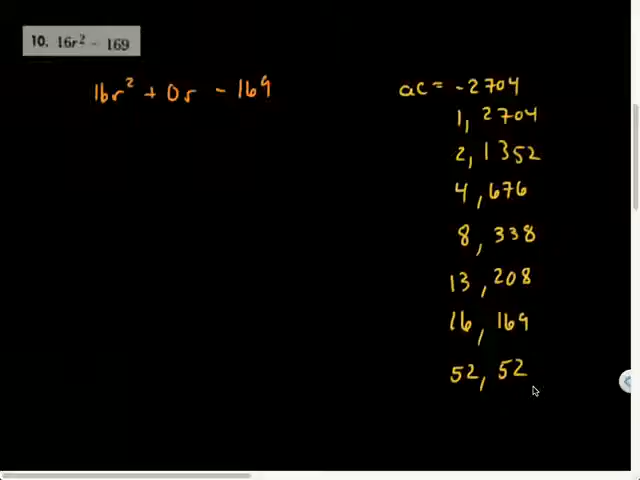 10. 16r² - 169
16r² + 0r - 169
ac = -2704
1, 2704
2, 1352
4, 676
8, 338
13, 208
16, 169
52, 52